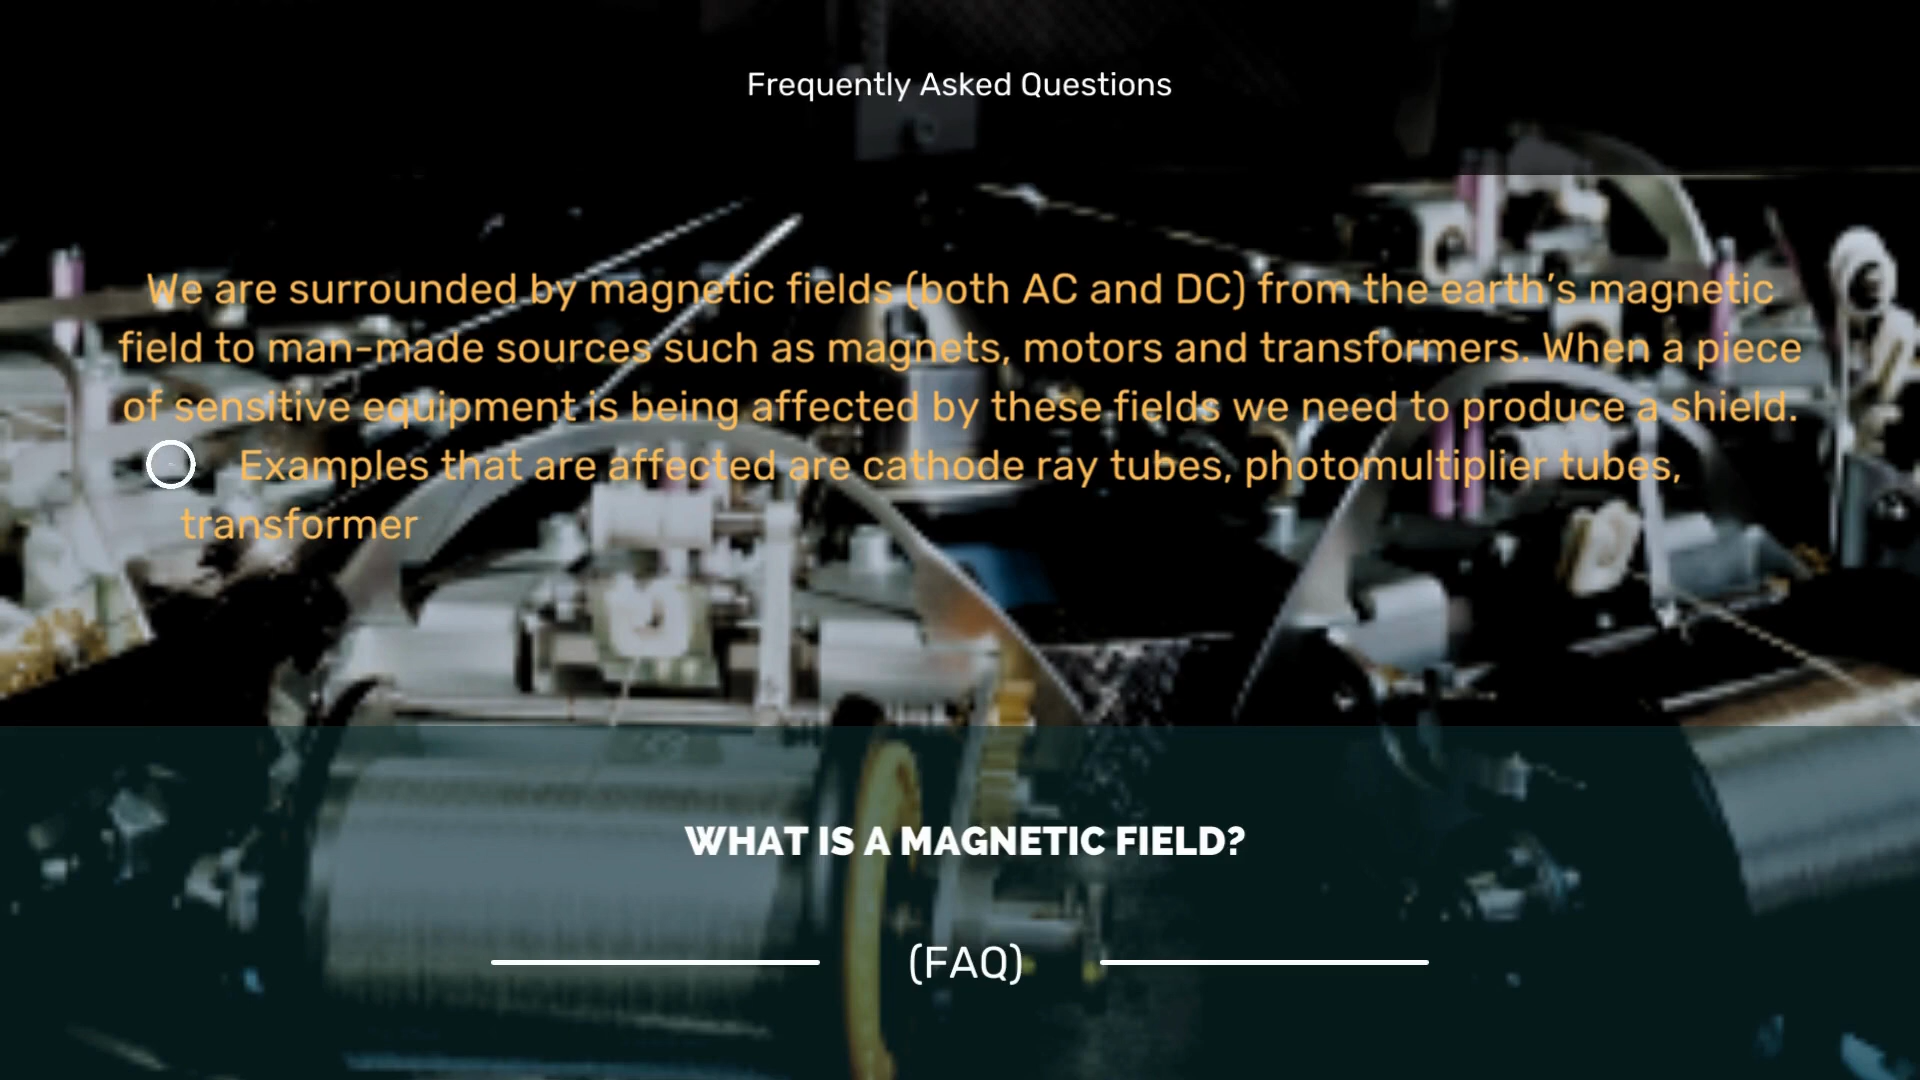 Frequently Asked Questions
We are surrounded by magnetic fields (both AC and DC) from the earth’s magnetic
field to man-made sources such as magnets, motors and transformers. When a piece
of sensitive equipment is being affected by these fields we need to produce a shield.
Examples that are affected are cathode ray tubes, photomultiplier tubes,
transformer
WHAT IS A MAGNETIC FIELD?
(FAQ)